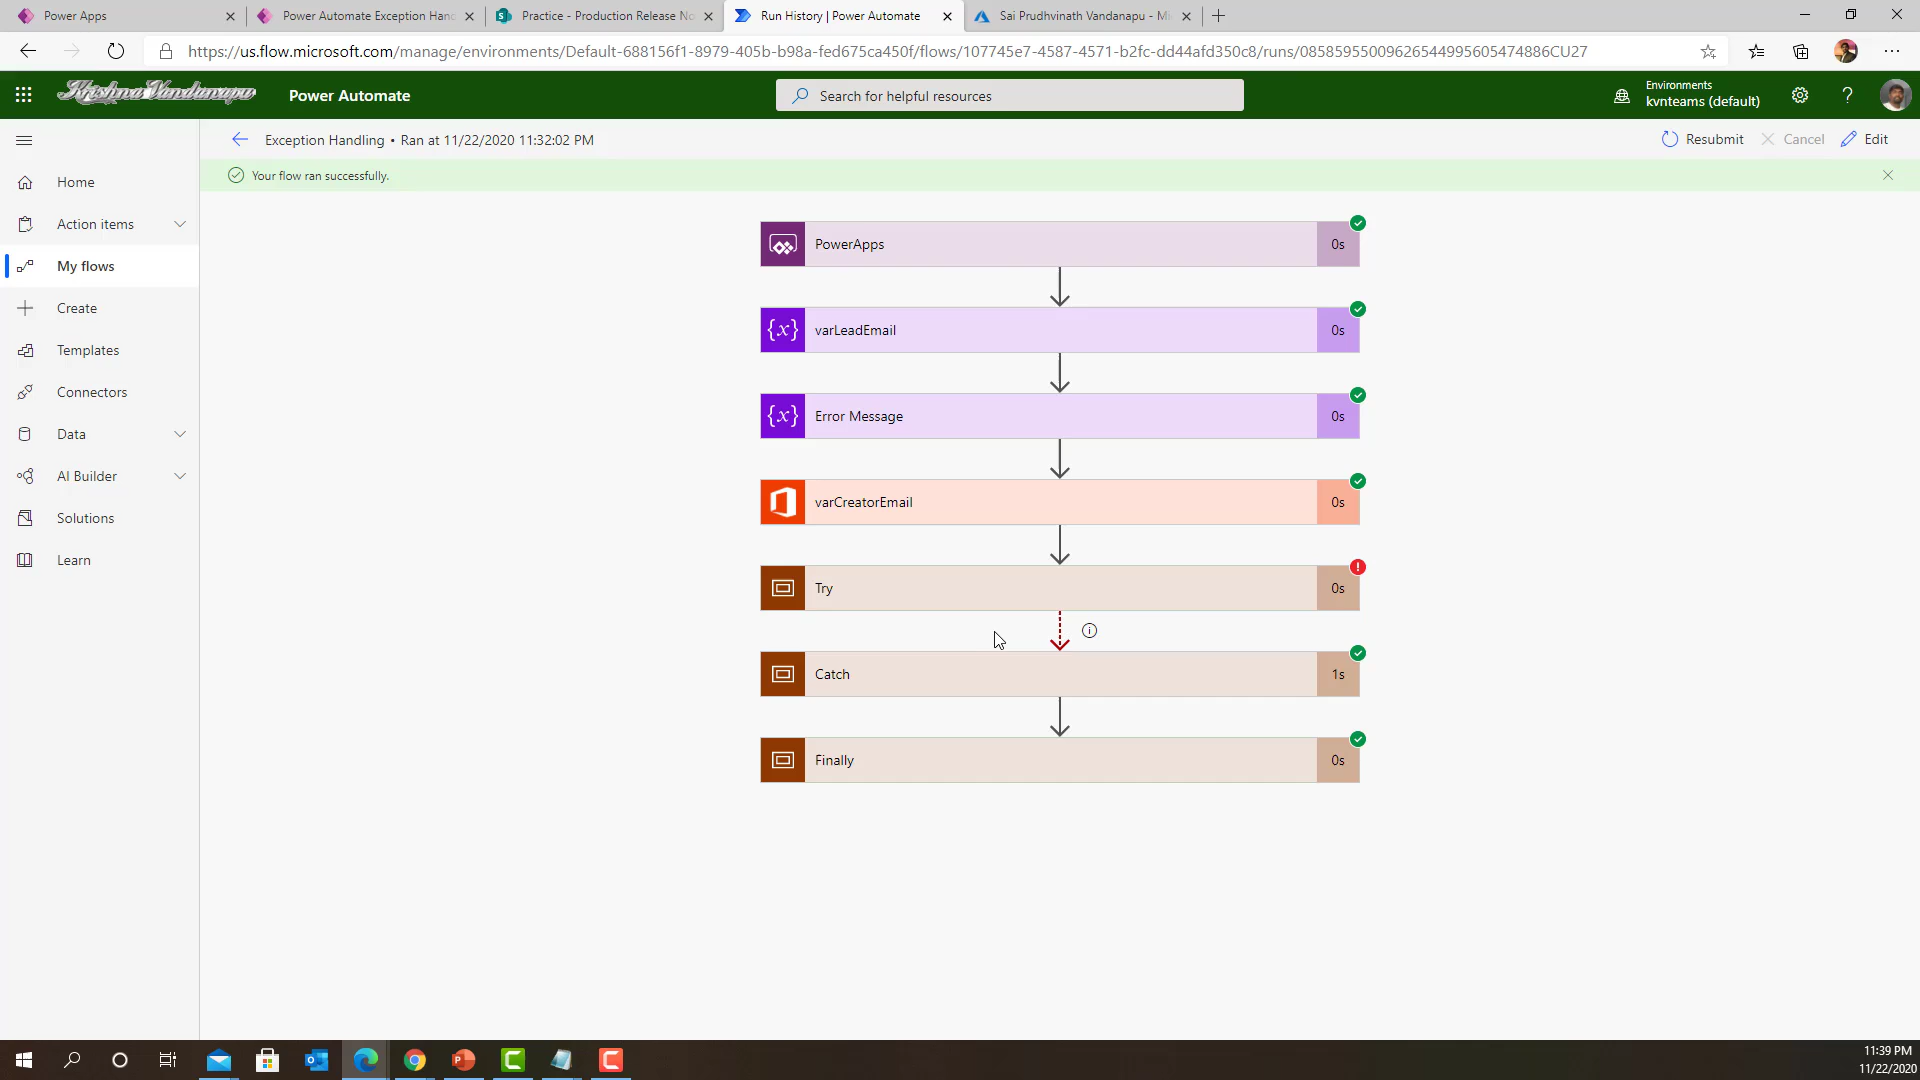 Power Apps
Power Automate Exception Hand
Practice - Production Release No
Run History | Power Automate
Sai Prudhvinath Vandanapu - Mi
https://us.flow.microsoft.com/manage/environments/Default-688156f1-8979-405b-b98a-fed675ca450f/flows/107745e7-4587-4571-b2fc-dd44afd350c8/runs/08585955009626544995605474886CU27
Krishna Vandanapu
Power Automate
Search for helpful resources
Environments
kvnteams (default)
Exception Handling • Ran at 11/22/2020 11:32:02 PM
Resubmit
Cancel
Edit
Your flow ran successfully.
Home
Action items
My flows
Create
Templates
Connectors
Data
AI Builder
Solutions
Learn
PowerApps
0s
varLeadEmail
0s
Error Message
0s
varCreatorEmail
0s
Try
0s
Catch
1s
Finally
0s
11:39 PM
11/22/2020